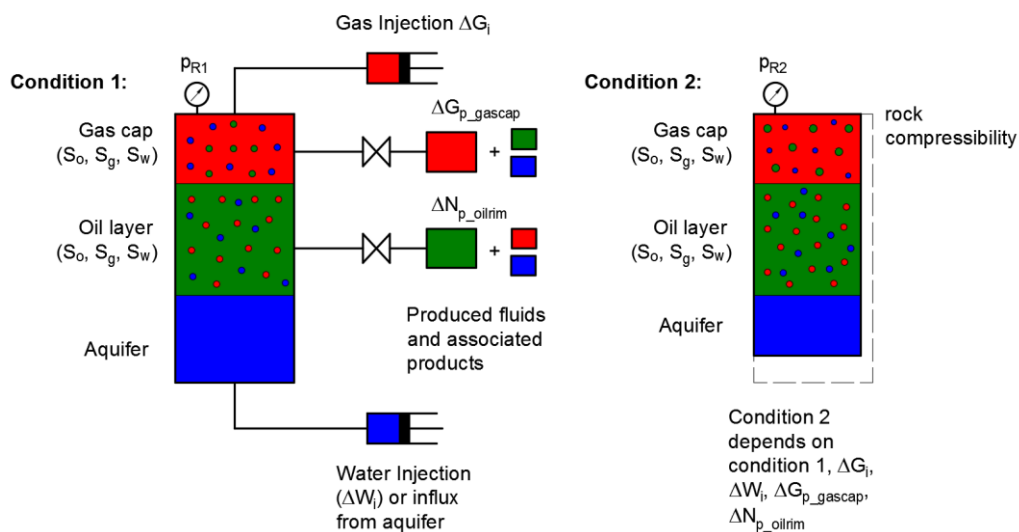 Gas Injection ΔGi
Condition 1:
pR1
Gas cap
(So, Sg, Sw)
ΔGp_gascap
+
Oil layer
(So, Sg, Sw)
ΔNp_oilrim
+
Aquifer
Produced fluids
and associated
products
Water Injection
(ΔWi) or influx
from aquifer
Condition 2:
pR2
rock
compressibility
Gas cap
(So, Sg, Sw)
Oil layer
(So, Sg, Sw)
Aquifer
Condition 2
depends on
condition 1, ΔGi,
ΔWi, ΔGp_gascap,
ΔNp_oilrim